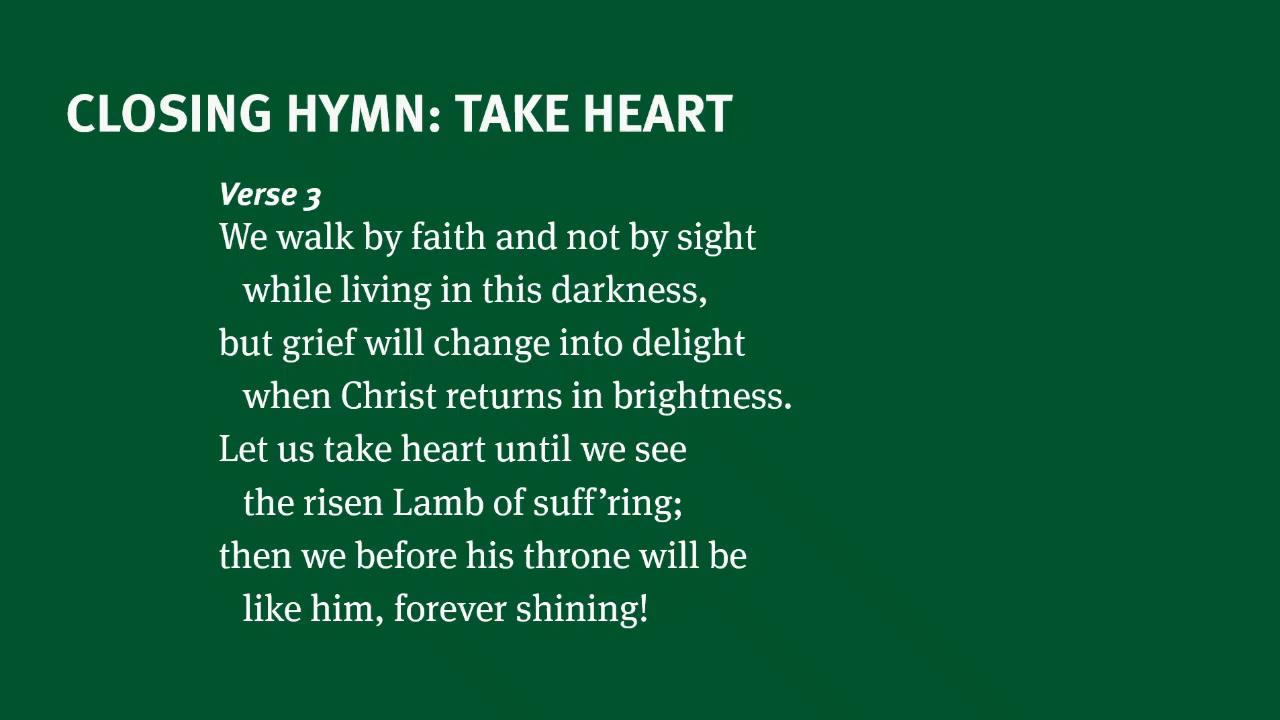 CLOSING HYMN: TAKE HEART
Verse 3
We walk by faith and not by sight
while living in this darkness,
but grief will change into delight
when Christ returns in brightness.
Let us take heart until we see
the risen Lamb of suff’ring;
then we before his throne will be
like him, forever shining!